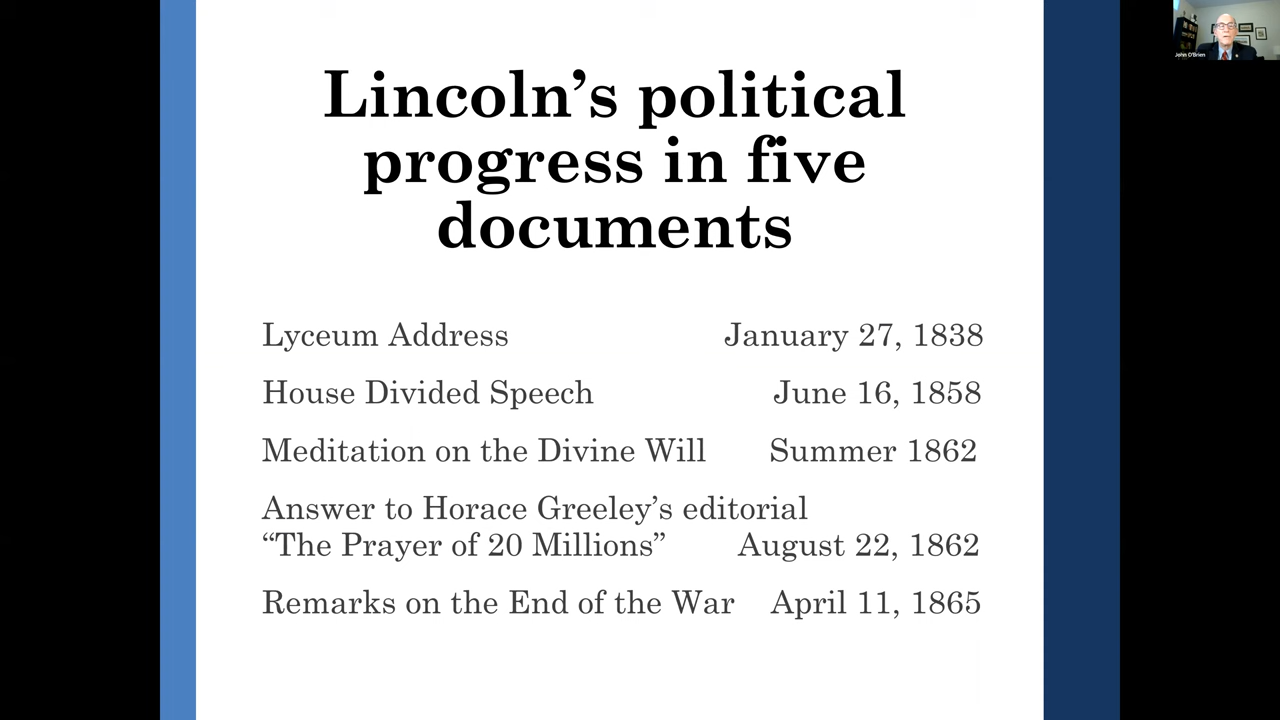 Lincoln’s political
progress in five
documents
Lyceum Address January 27, 1838
House Divided Speech June 16, 1858
Meditation on the Divine Will Summer 1862
Answer to Horace Greeley’s editorial
“The Prayer of 20 Millions” August 22, 1862
Remarks on the End of the War April 11, 1865
John O'Brien